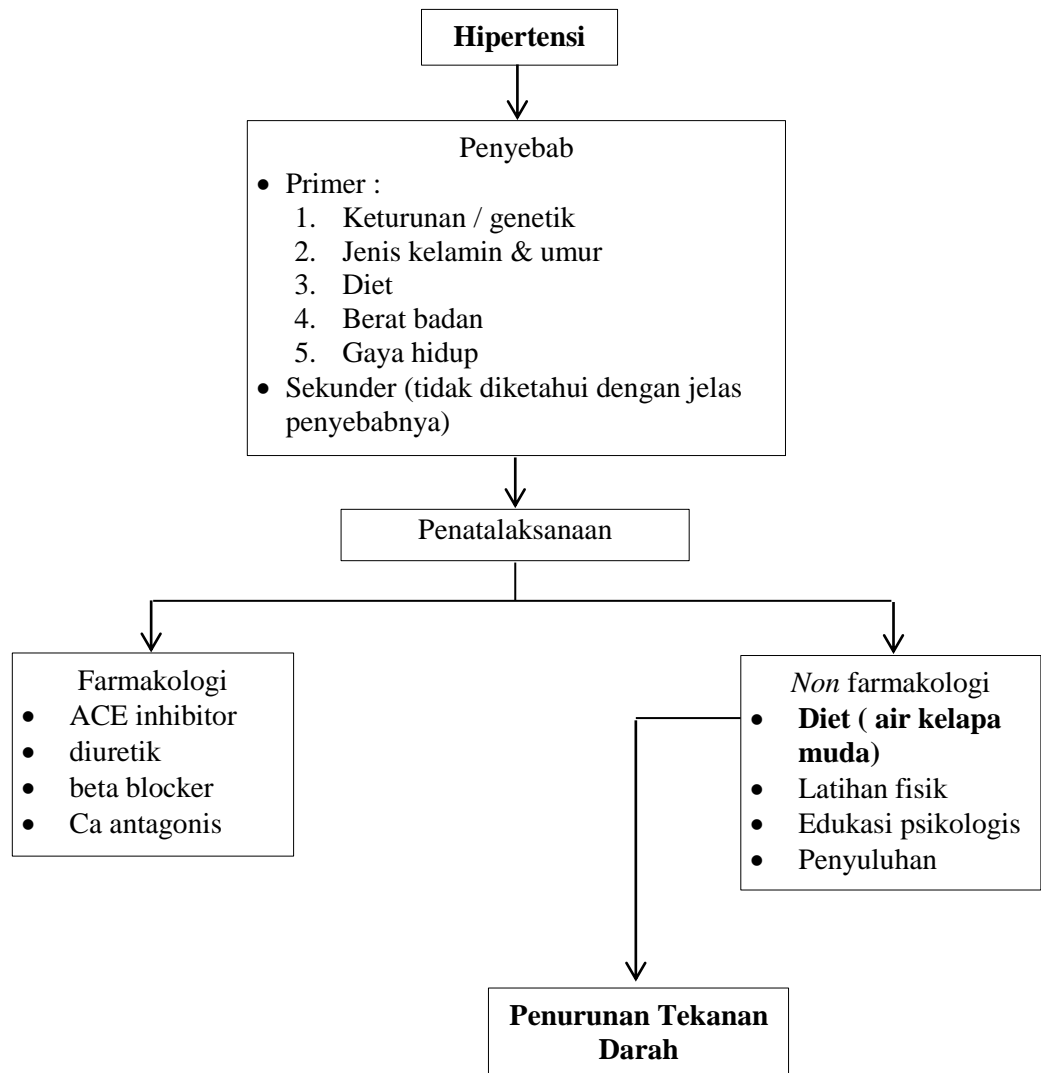 Hipertensi
Penyebab
• Primer :
1. Keturunan / genetik
2. Jenis kelamin & umur
3. Diet
4. Berat badan
5. Gaya hidup
• Sekunder (tidak diketahui dengan jelas
penyebabnya)
Penatalaksanaan
Farmakologi
• ACE inhibitor
• diuretik
• beta blocker
• Ca antagonis
Non farmakologi
• Diet ( air kelapa
muda)
• Latihan fisik
• Edukasi psikologis
• Penyuluhan
Penurunan Tekanan
Darah